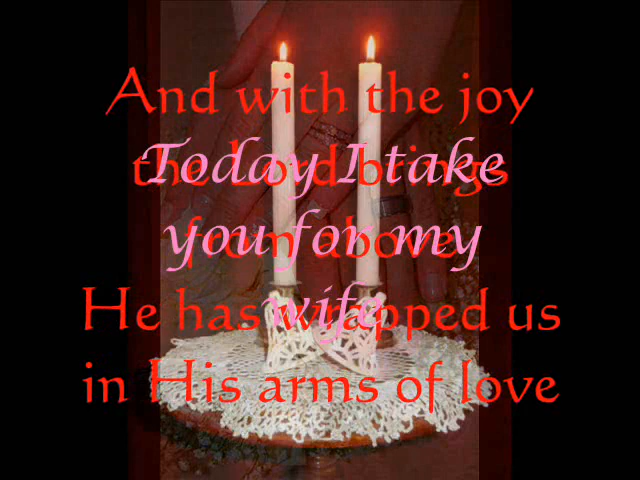 And with the joy
the Lord brings
from above
He has wrapped us
in His arms of love
Today I take
you for my
wife